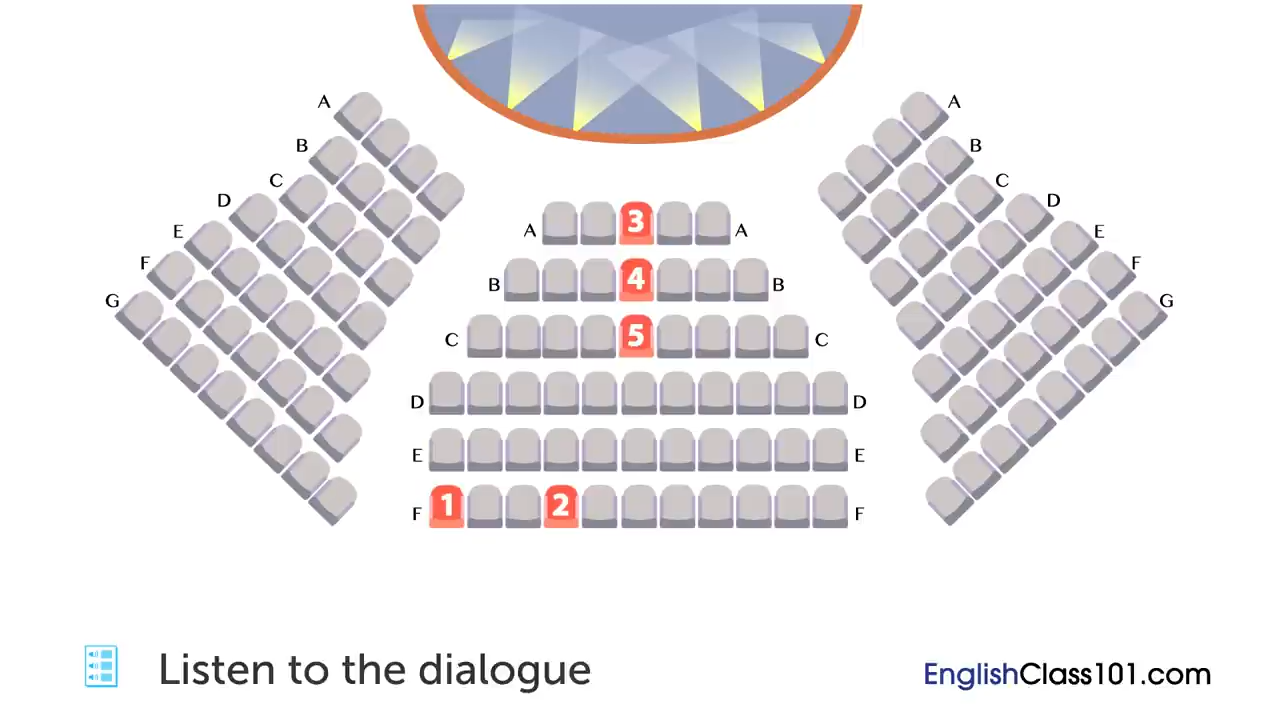 A
B
C
D
E
F
G
A
B
C
D
E
F
G
A 3 A
B 4 B
C 5 C
D D
E E
F 1 2 F
Listen to the dialogue
EnglishClass101.com